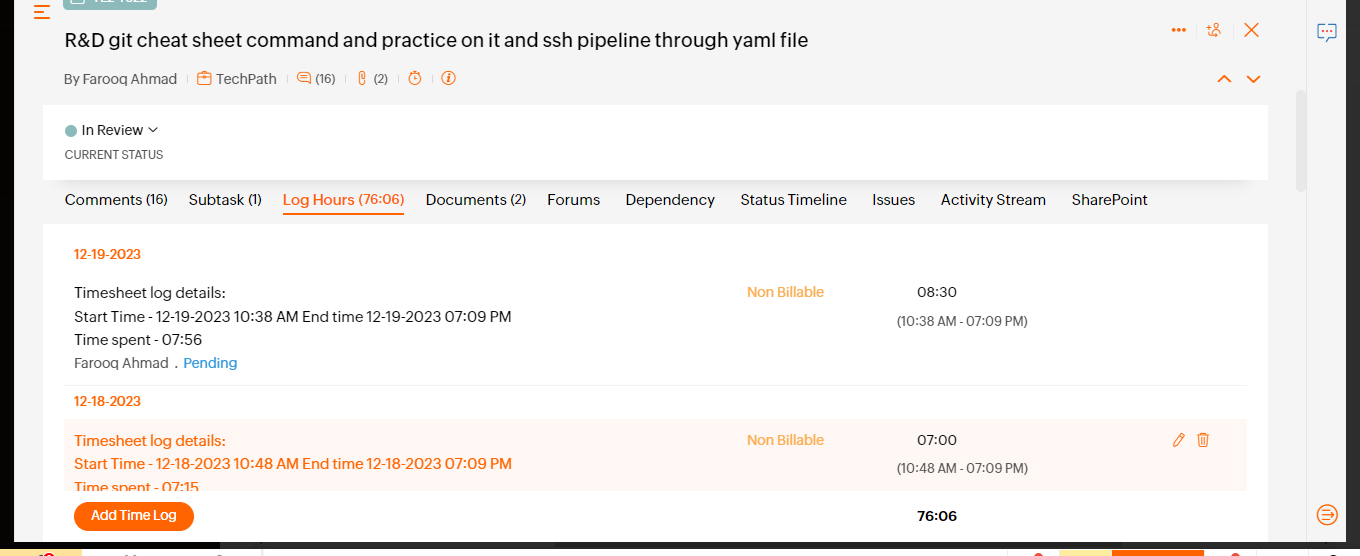 R&D git cheat sheet command and practice on it and ssh pipeline through yaml file
By Farooq Ahmad TechPath (16) (2)
In Review
CURRENT STATUS
Comments (16) Subtask (1) Log Hours (76:06) Documents (2) Forums Dependency Status Timeline Issues Activity Stream SharePoint
12-19-2023
Timesheet log details: Non Billable 08:30
Start Time - 12-19-2023 10:38 AM End time 12-19-2023 07:09 PM (10:38 AM - 07:09 PM)
Time spent - 07:56
Farooq Ahmad . Pending
12-18-2023
Timesheet log details: Non Billable 07:00
Start Time - 12-18-2023 10:48 AM End time 12-18-2023 07:09 PM (10:48 AM - 07:09 PM)
Time spent - 07:15
Add Time Log 76:06